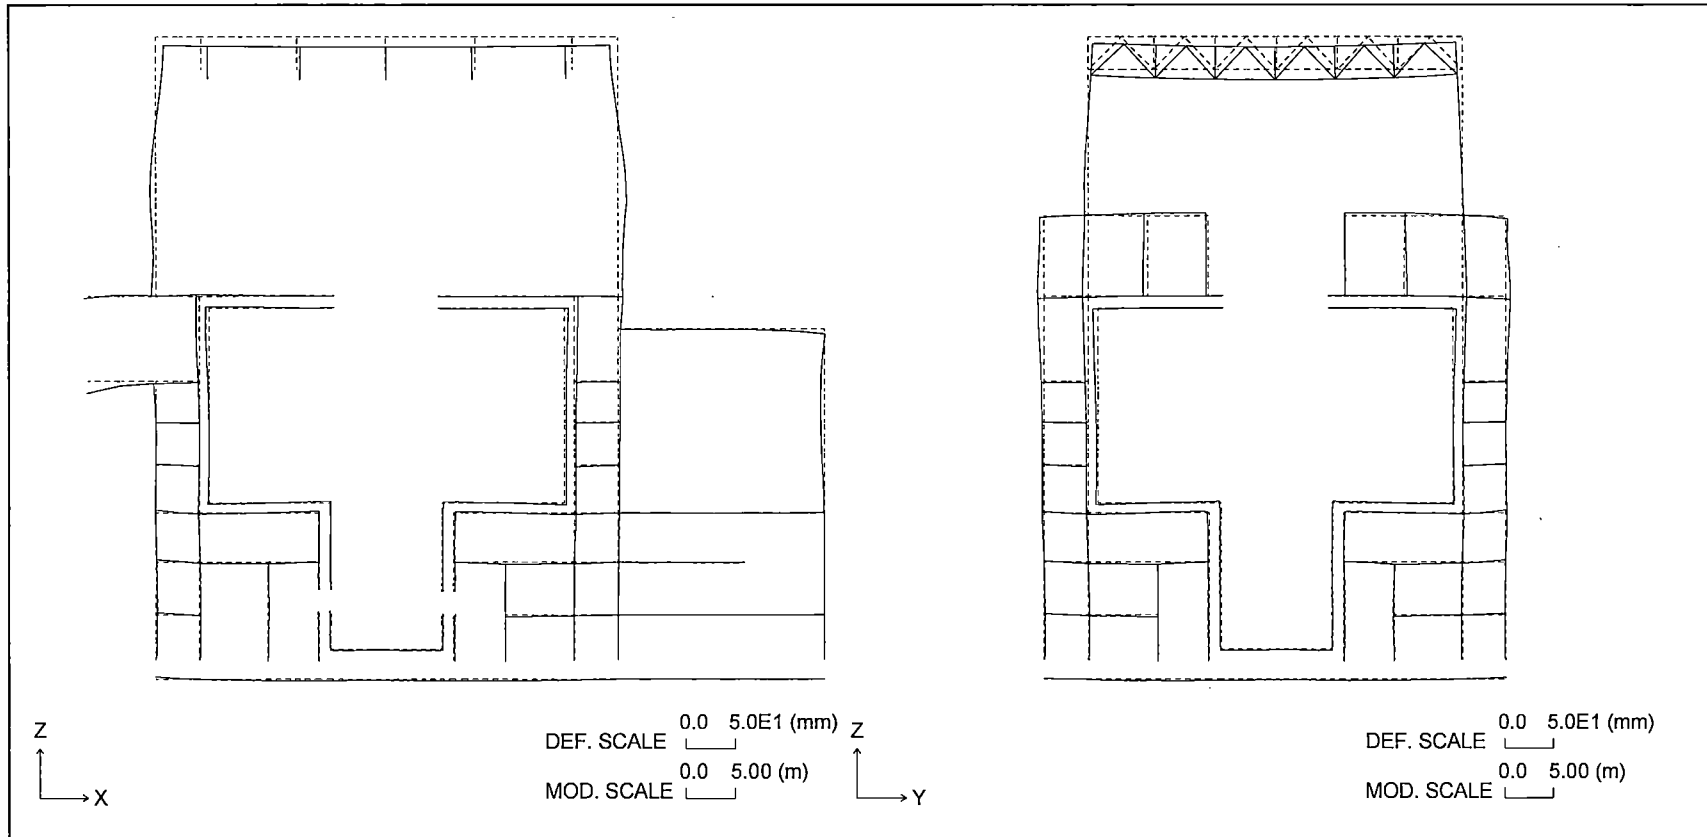 Z
X
0.0 5.0E1 (mm)
DEF. SCALE
0.0 5.00 (m)
MOD. SCALE
Z
Y
0.0 5.0E1 (mm)
DEF. SCALE
0.0 5.00 (m)
MOD. SCALE